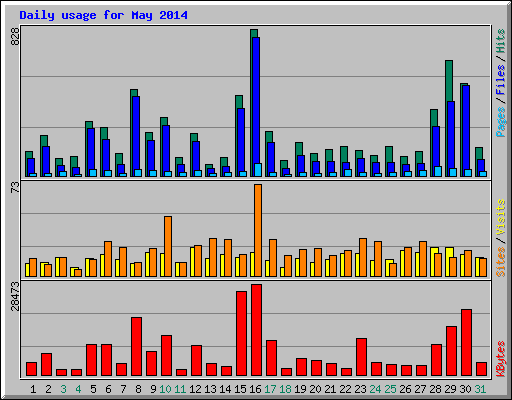 Daily usage for May 2014
828
Pages / Files / Hits
73
Sites / Visits
28473
KBytes
1 2 3 4 5 6 7 8 9 10 11 12 13 14 15 16 17 18 19 20 21 22 23 24 25 26 27 28 29 30 31